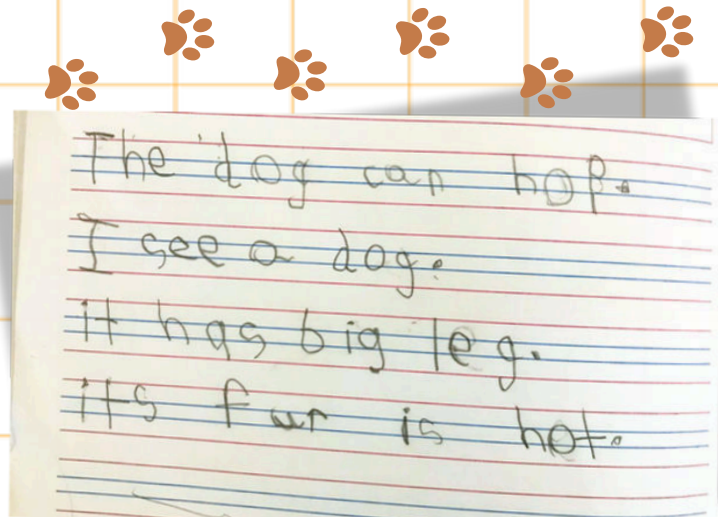 The dog can hop.
I see a dog.
it has big leg.
its fur is hot.